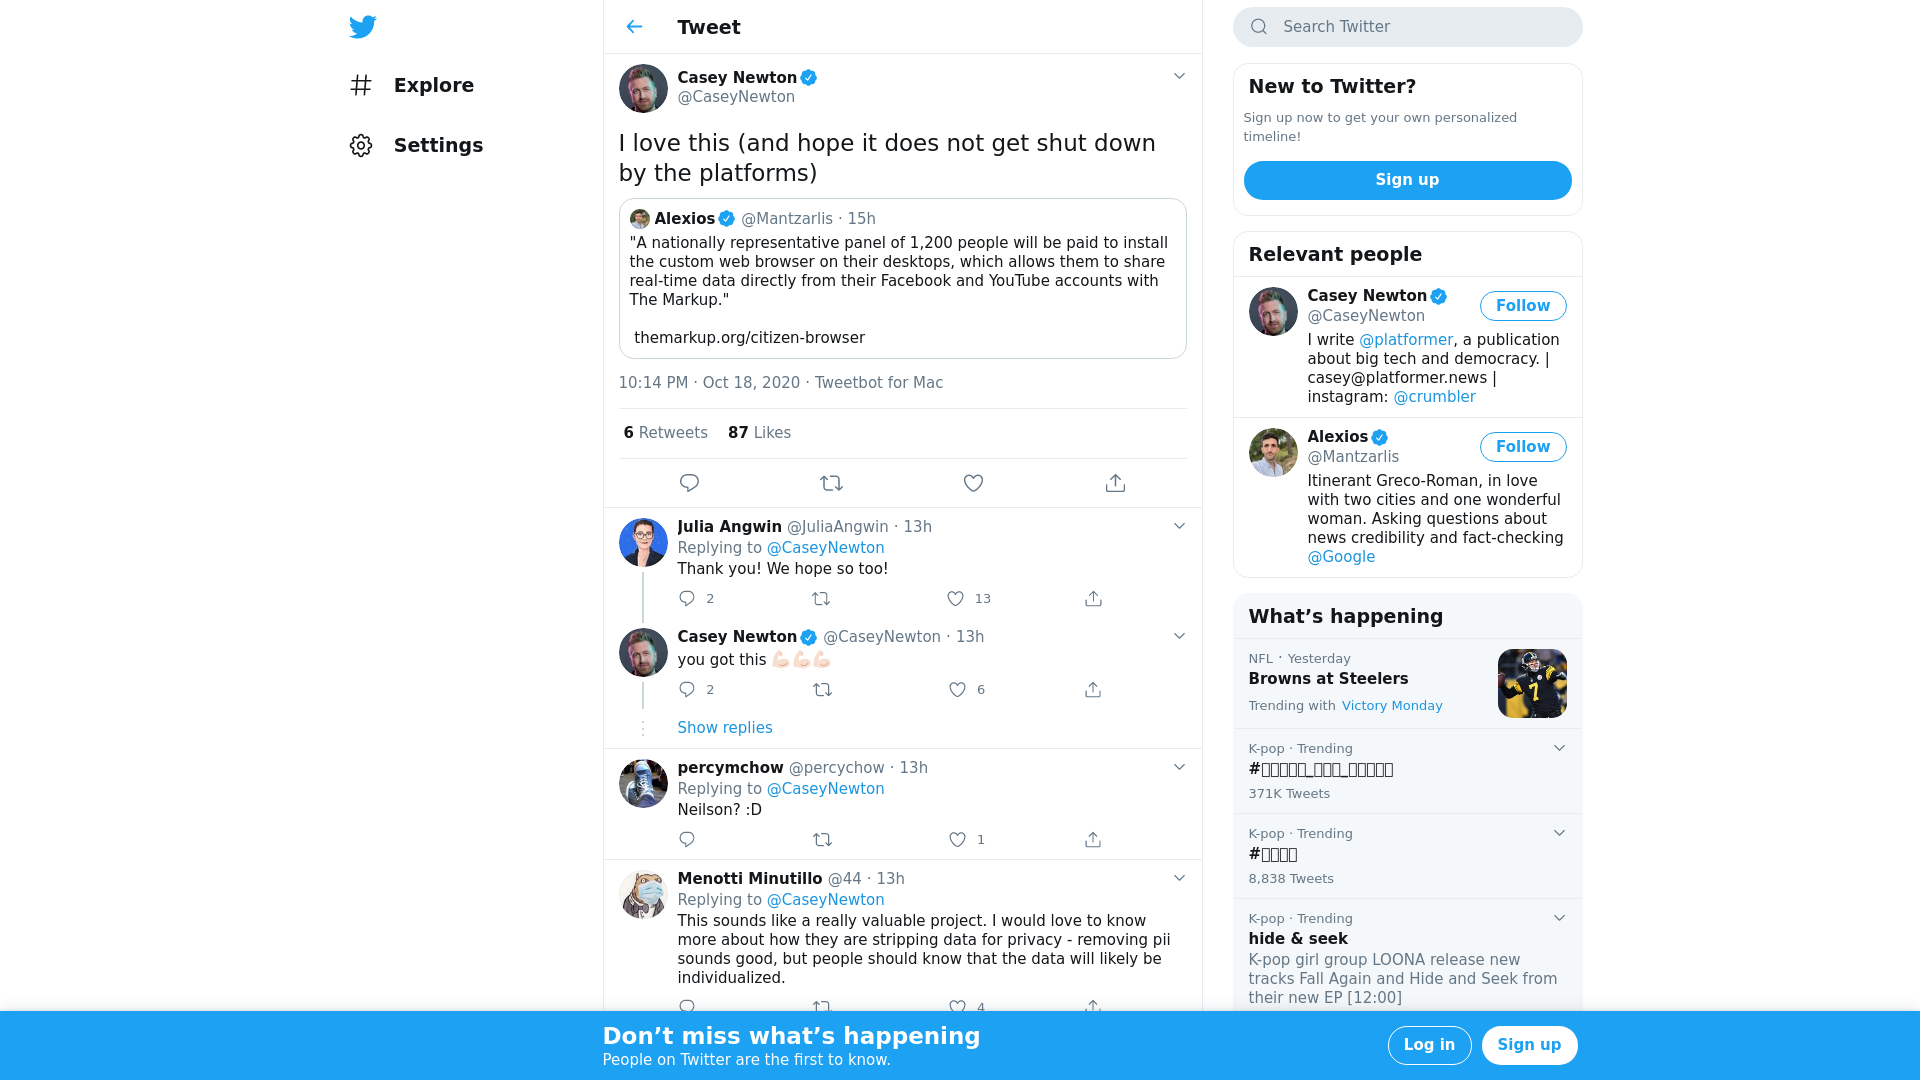 Explore
Settings
Tweet
Casey Newton
@CaseyNewton
I love this (and hope it does not get shut down
by the platforms)
Alexios @Mantzarlis · 15h
"A nationally representative panel of 1,200 people will be paid to install
the custom web browser on their desktops, which allows them to share
real-time data directly from their Facebook and YouTube accounts with
The Markup."
themarkup.org/citizen-browser
10:14 PM · Oct 18, 2020 · Tweetbot for Mac
6 Retweets 87 Likes
Julia Angwin @JuliaAngwin · 13h
Replying to @CaseyNewton
Thank you! We hope so too!
2 13
Casey Newton @CaseyNewton · 13h
you got this 💪🏻💪🏻💪🏻
2 6
Show replies
percymchow @percychow · 13h
Replying to @CaseyNewton
Neilson? :D
1
Menotti Minutillo @44 · 13h
Replying to @CaseyNewton
This sounds like a really valuable project. I would love to know
more about how they are stripping data for privacy - removing pii
sounds good, but people should know that the data will likely be
individualized.
4
Search Twitter
New to Twitter?
Sign up now to get your own personalized
timeline!
Sign up
Relevant people
Casey Newton
@CaseyNewton
Follow
I write @platformer, a publication
about big tech and democracy. |
casey@platformer.news |
instagram: @crumbler
Alexios
@Mantzarlis
Follow
Itinerant Greco-Roman, in love
with two cities and one wonderful
woman. Asking questions about
news credibility and fact-checking
@Google
What's happening
NFL · Yesterday
Browns at Steelers
Trending with Victory Monday
K-pop · Trending
371K Tweets
K-pop · Trending
8,838 Tweets
K-pop · Trending
hide & seek
K-pop girl group LOONA release new
tracks Fall Again and Hide and Seek from
their new EP [12:00]
Don't miss what's happening
People on Twitter are the first to know.
Log in
Sign up